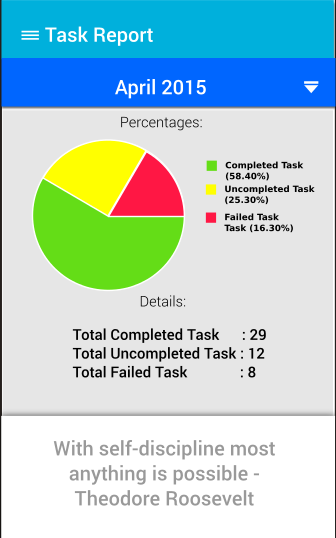 Task Report
April 2015
Percentages:
Completed Task
(58.40%)
Uncompleted Task
(25.30%)
Failed Task
Task (16.30%)
Details:
Total Completed Task : 29
Total Uncompleted Task : 12
Total Failed Task : 8
With self-discipline most
anything is possible -
Theodore Roosevelt